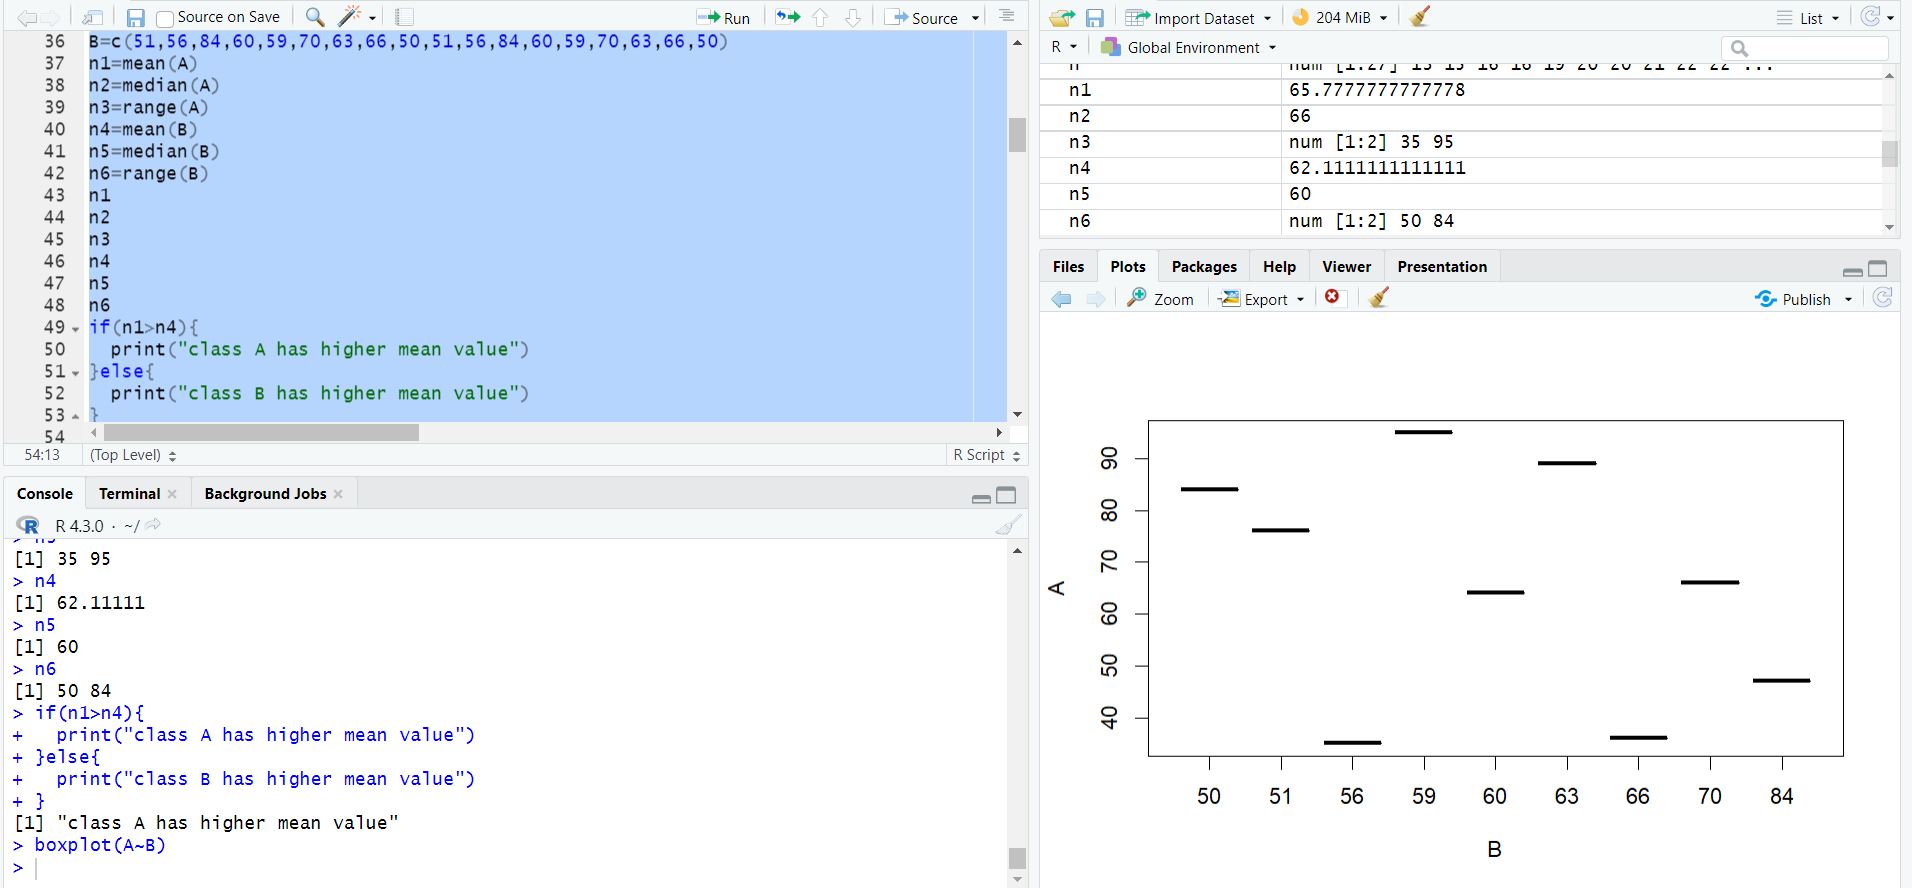 Source on Save
Run
Source
36 B=c(51,56,84,60,59,70,63,66,50,51,56,84,60,59,70,63,66,50)
37 n1=mean(A)
38 n2=median(A)
39 n3=range(A)
40 n4=mean(B)
41 n5=median(B)
42 n6=range(B)
43 n1
44 n2
45 n3
46 n4
47 n5
48 n6
49 if(n1>n4){
50 print("class A has higher mean value")
51 }else{
52 print("class B has higher mean value")
53 }
54
54:13 (Top Level) R Script
Console Terminal Background Jobs
R R 4.3.0 · ~/
[1] 35 95
> n4
[1] 62.11111
> n5
[1] 60
> n6
[1] 50 84
> if(n1>n4){
+ print("class A has higher mean value")
+ }else{
+ print("class B has higher mean value")
+ }
[1] "class A has higher mean value"
> boxplot(A~B)
>
Import Dataset 204 MiB List
R Global Environment
n1 65.7777777777778
n2 66
n3 num [1:2] 35 95
n4 62.1111111111111
n5 60
n6 num [1:2] 50 84
Files Plots Packages Help Viewer Presentation
Zoom Export Publish
90
80
70
60
50
40
A
50 51 56 59 60 63 66 70 84
B